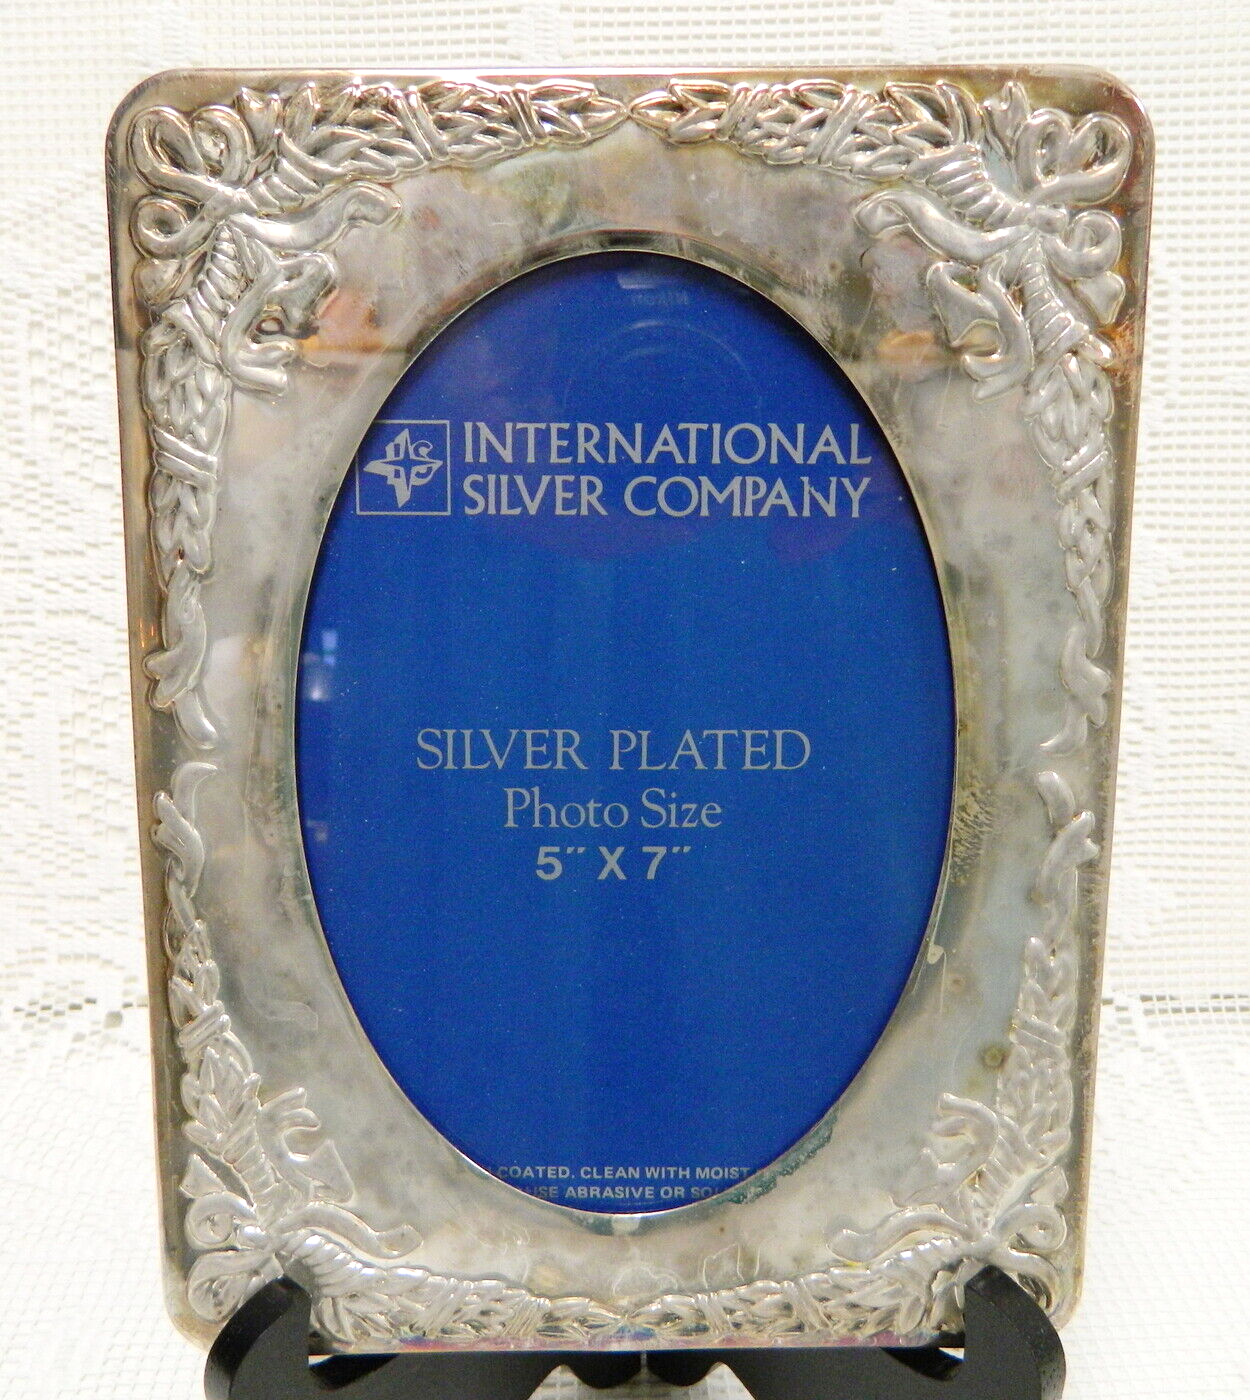 INTERNATIONAL
SILVER COMPANY
SILVER PLATED
Photo Size
5" X 7"
COATED. CLEAN WITH MOIST
USE ABRASIVE OR